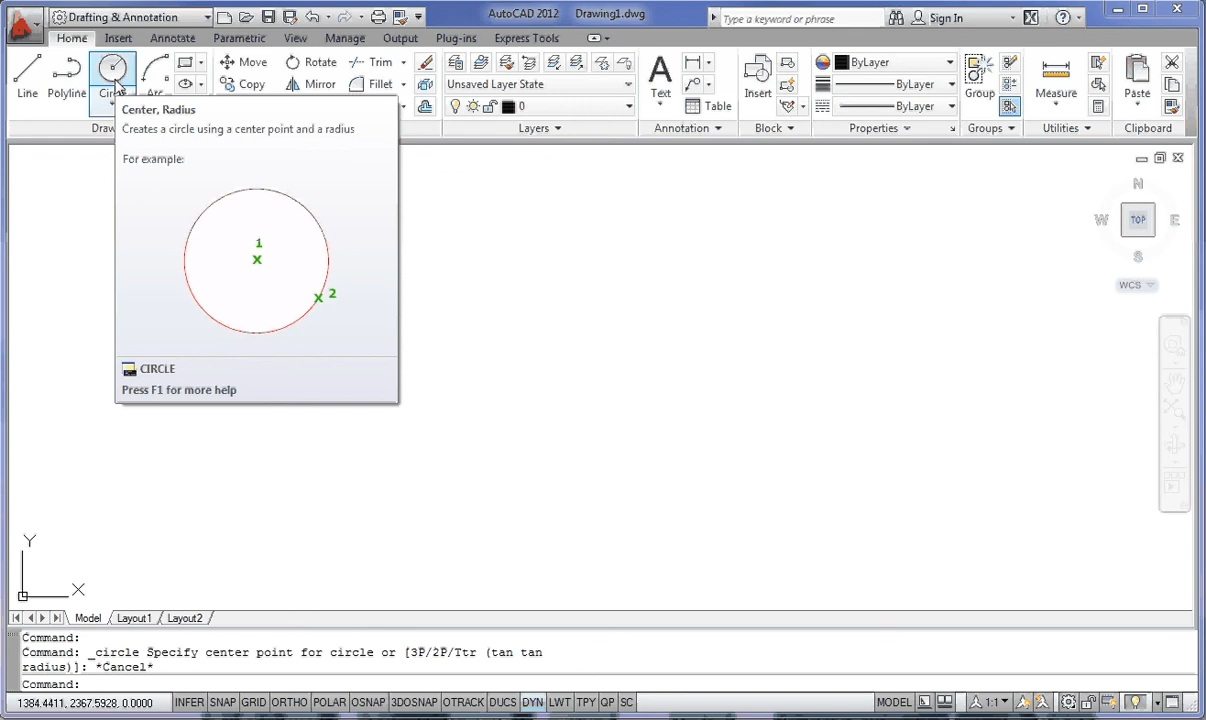 Drafting & Annotation
AutoCAD 2012 Drawing1.dwg
Type a keyword or phrase
Sign In
Home Insert Annotate Parametric View Manage Output Plug-ins Express Tools
Line
Polyline
Circ
Arc
Move
Copy
Rotate
Mirror
Trim
Fillet
Unsaved Layer State
0
Text
Table
Insert
ByLayer
ByLayer
ByLayer
Group
Measure
Paste
Draw
Layers
Annotation
Block
Properties
Groups
Utilities
Clipboard
Center, Radius
Creates a circle using a center point and a radius
For example:
1
x
x 2
CIRCLE
Press F1 for more help
N
W TOP E
S
WCS
Y
X
Model Layout1 Layout2
Command:
Command: _circle Specify center point for circle or [3P/2P/Ttr (tan tan
radius)]: *Cancel*
Command:
1384.4411, 2367.5928, 0.0000 INFER SNAP GRID ORTHO POLAR OSNAP 3DOSNAP OTRACK DUCS DYN LWT TPY QP SC MODEL 1:1